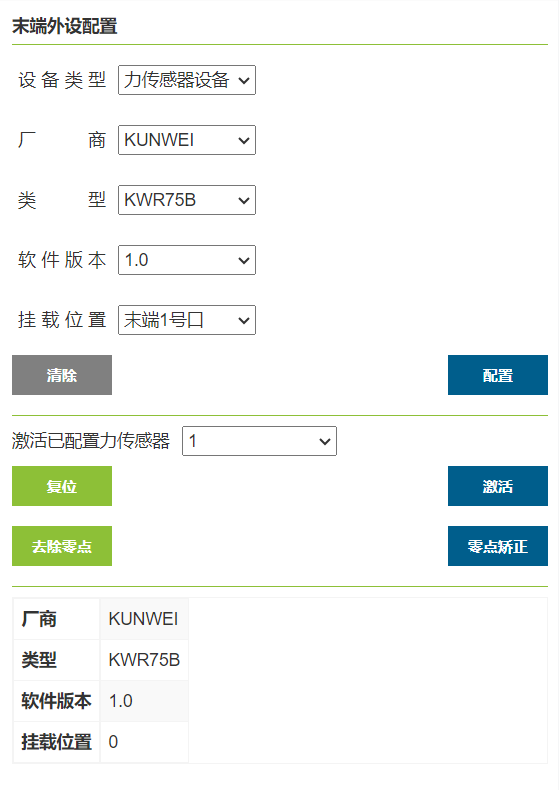 末端外设配置
设备类型 力传感器设备
厂商 KUNWEI
类型 KWR75B
软件版本 1.0
挂载位置 末端1号口
清除 配置
激活已配置力传感器 1
复位 激活
去除零点 零点矫正
厂商 KUNWEI
类型 KWR75B
软件版本 1.0
挂载位置 0